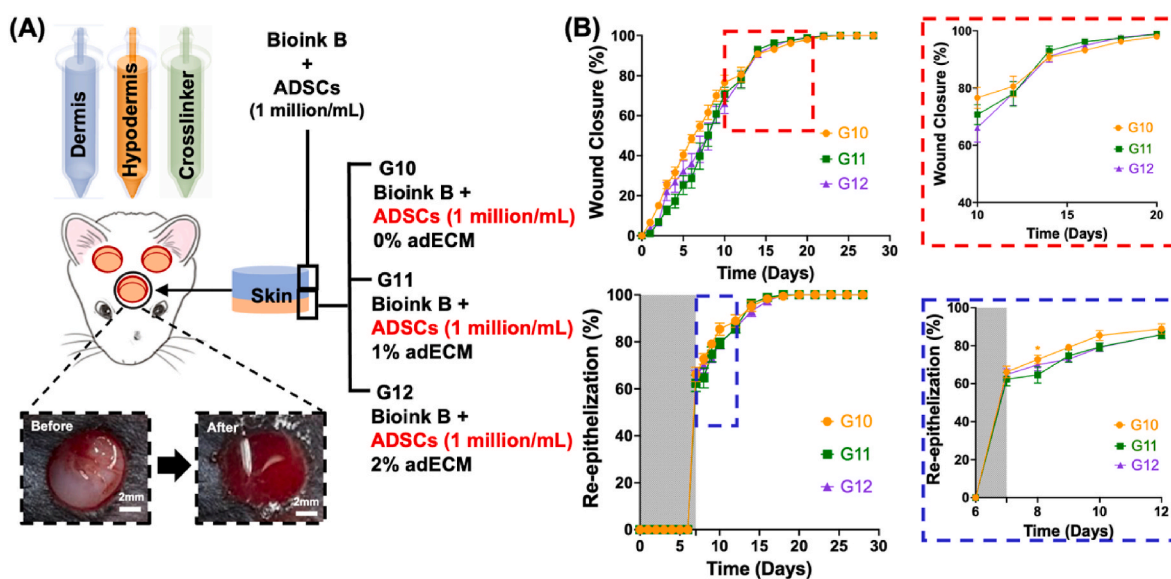 (A)
Dermis
Hypodermis
Crosslinker
Bioink B
+
ADSCs
(1 million/mL)
G10
Bioink B +
ADSCs (1 million/mL)
0% adECM
G11
Bioink B +
ADSCs (1 million/mL)
1% adECM
G12
Bioink B +
ADSCs (1 million/mL)
2% adECM
Skin
Before
2mm
After
2mm
(B)
Wound Closure (%)
100
80
60
40
20
0
0 5 10 15 20 25 30
Time (Days)
G10
G11
G12
Wound Closure (%)
100
80
60
40
10 15 20
Time (Days)
G10
G11
G12
Re-epithelization (%)
100
80
60
40
20
0
0 5 10 15 20 25 30
Time (Days)
G10
G11
G12
Re-epithelization (%)
100
80
60
40
20
0
6 8 10 12
Time (Days)
*
G10
G11
G12